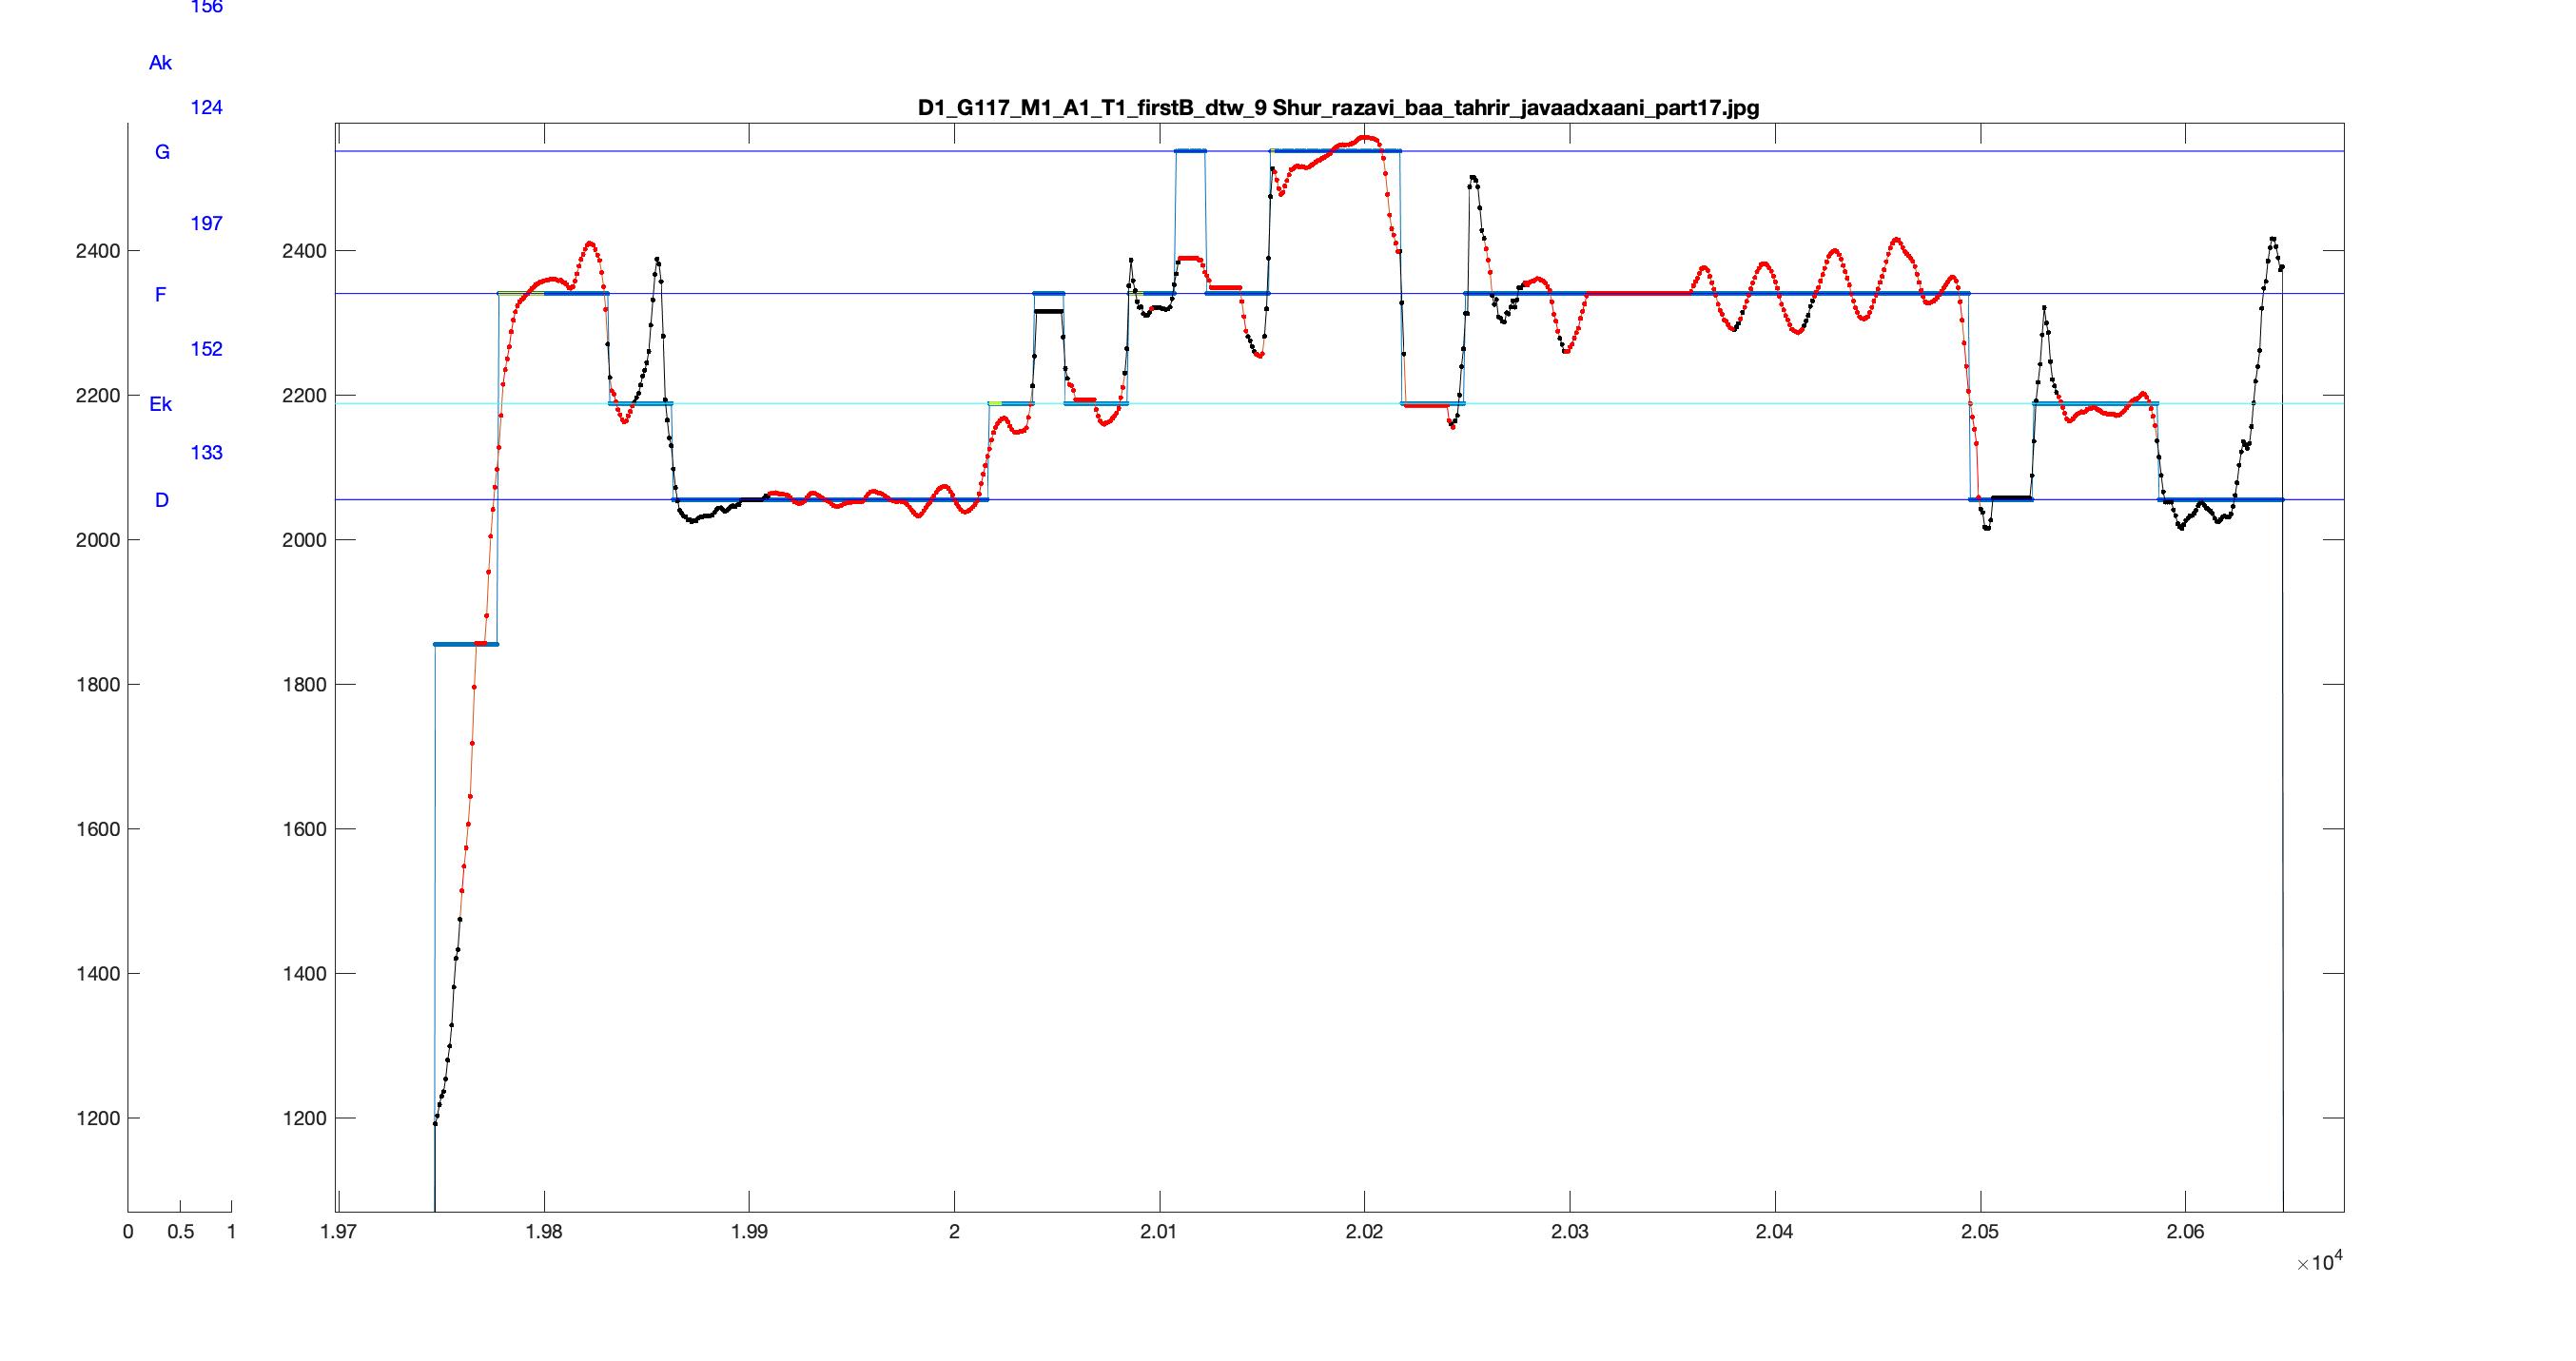 156
Ak
124
D1_G117_M1_A1_T1_firstB_dtw_9 Shur_razavi_baa_tahrir_javaadxaani_part17.jpg
G
197
2400 2400
F
152
2200 2200
Ek
133
D
2000 2000
1800 1800
1600 1600
1400 1400
1200 1200
0 0.5 1 1.97 1.98 1.99 2 2.01 2.02 2.03 2.04 2.05 2.06
×10^4